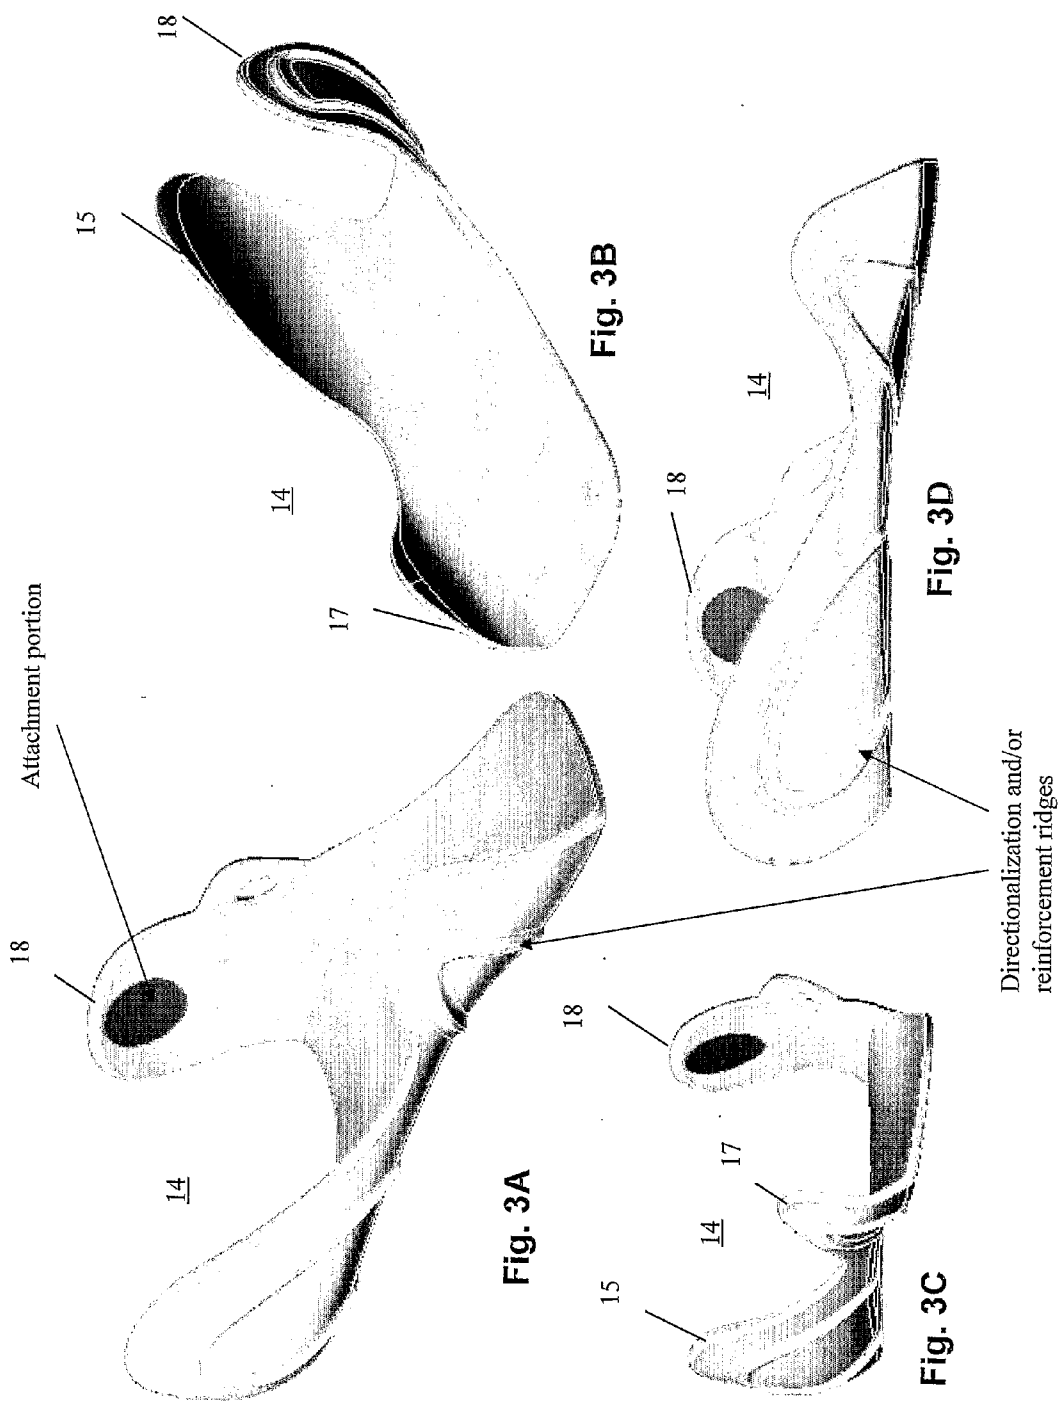 Attachment portion
18
14
Fig. 3A
15
18
14
17
Fig. 3B
18
17
14
15
Fig. 3C
18
14
Fig. 3D
Directionalization and/or
reinforcement ridges